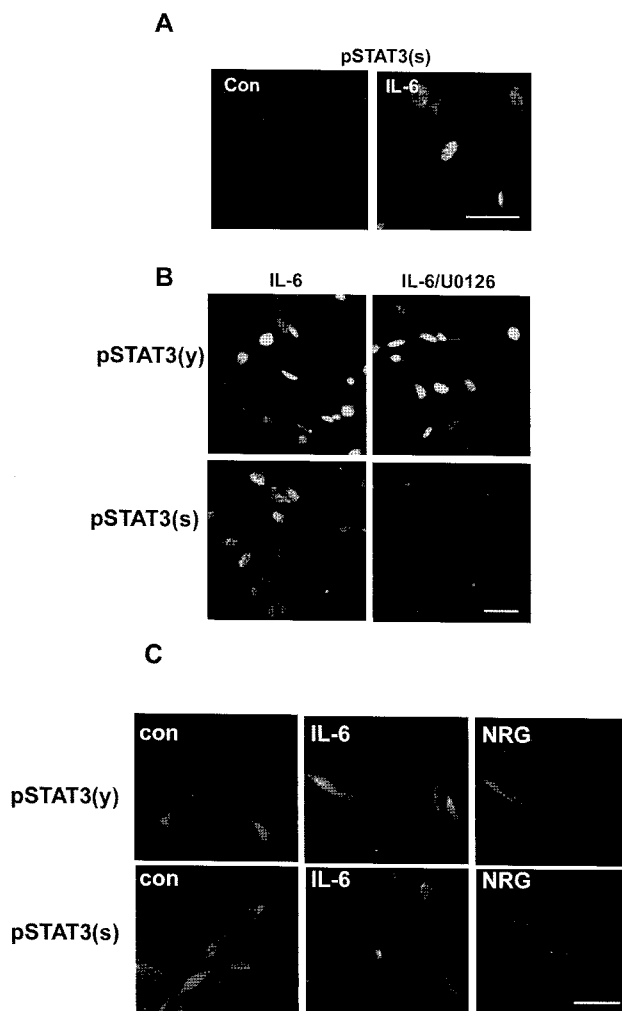 A
pSTAT3(s)
Con
IL-6
B
IL-6
IL-6/U0126
pSTAT3(y)
pSTAT3(s)
C
con
IL-6
NRG
pSTAT3(y)
con
IL-6
NRG
pSTAT3(s)